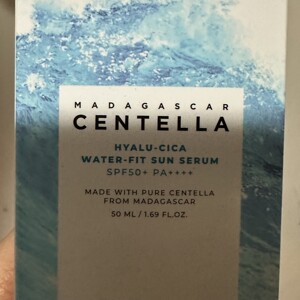 MADAGASCAR
CENTELLA
HYALU-CICA
WATER-FIT SUN SERUM
SPF50+ PA++++
MADE WITH PURE CENTELLA
FROM MADAGASCAR
50 ML / 1.69 FL.OZ.